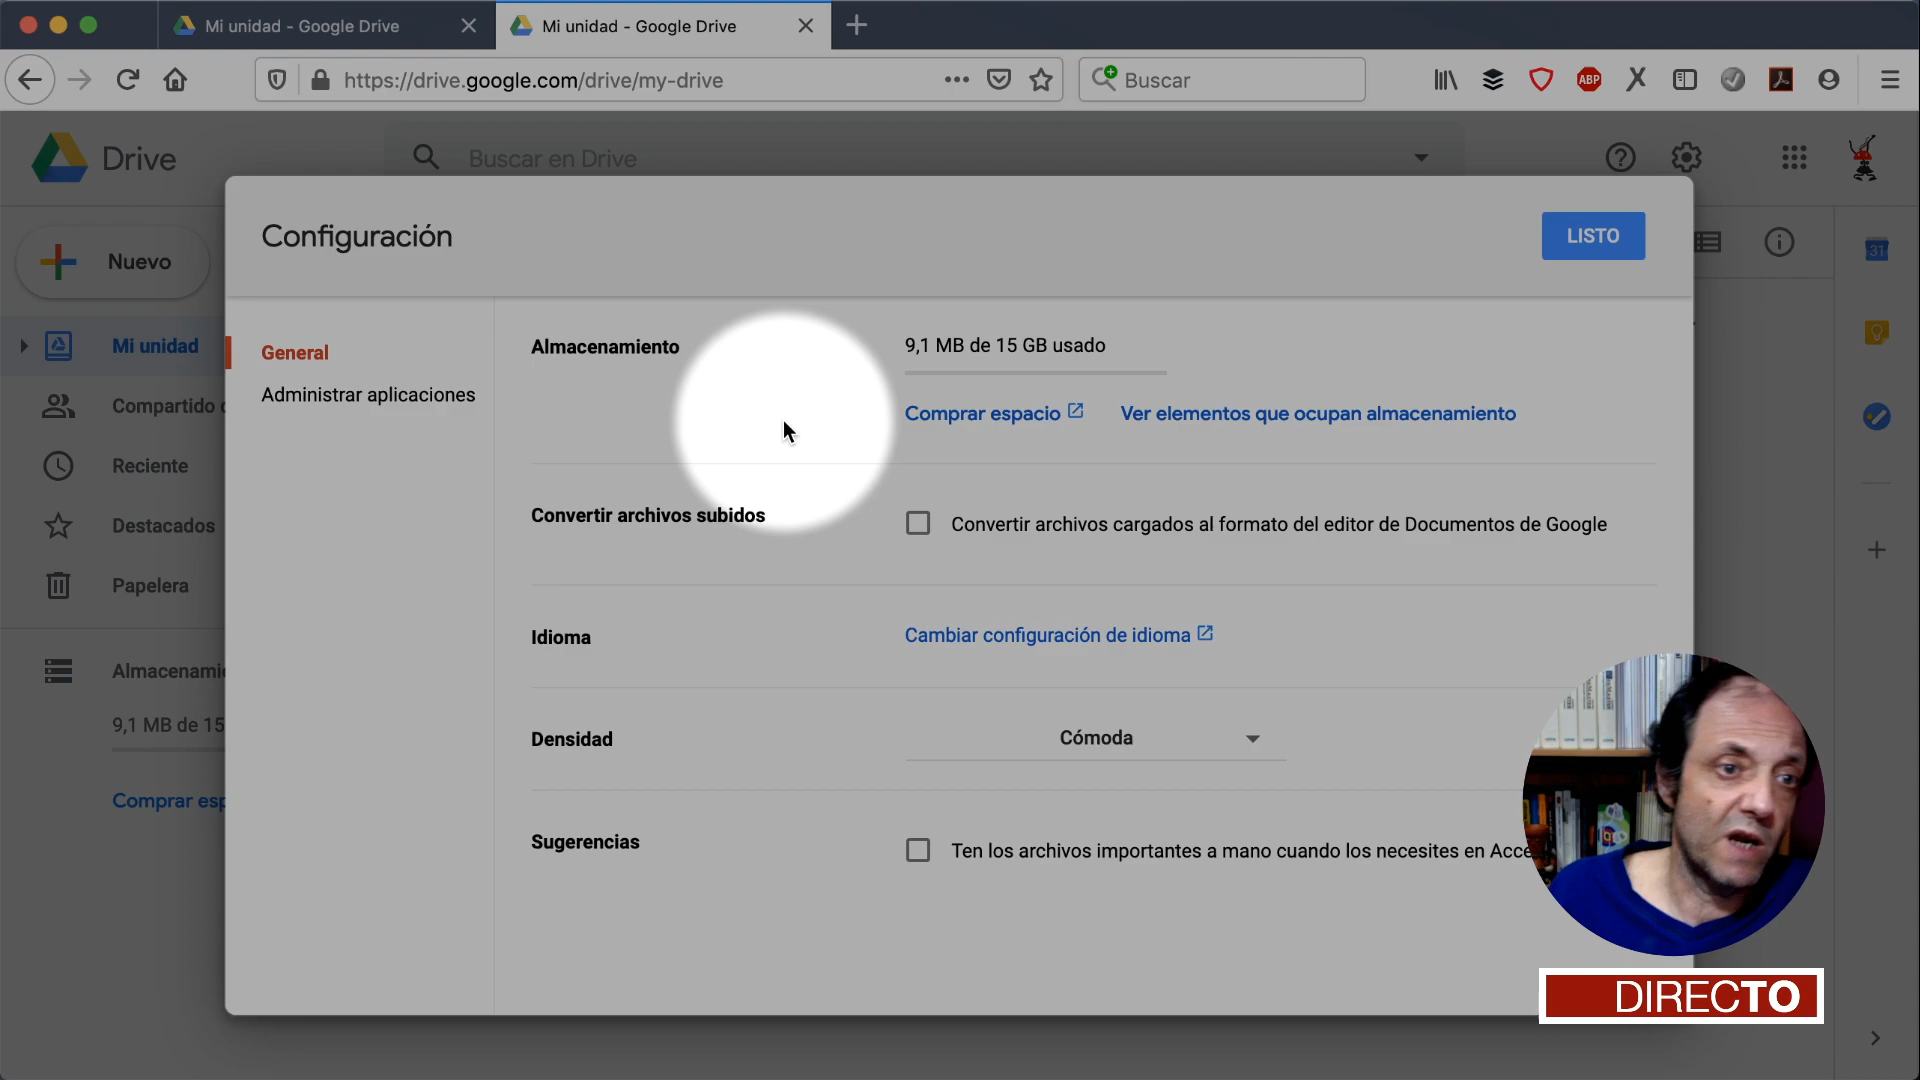 Mi unidad - Google Drive
Mi unidad - Google Drive
https://drive.google.com/drive/my-drive
Buscar
ABP
Drive
Buscar en Drive
Configuración
LISTO
Nuevo
31
Mi unidad
General
Almacenamiento
9,1 MB de 15 GB usado
Administrar aplicaciones
Compartido
Comprar espacio
Ver elementos que ocupan almacenamiento
Reciente
Destacados
Convertir archivos subidos
Convertir archivos cargados al formato del editor de Documentos de Google
Papelera
Idioma
Cambiar configuración de idioma
Almacenamie
9,1 MB de 15
Densidad
Cómoda
Comprar esp
Sugerencias
Ten los archivos importantes a mano cuando los necesites en Acce
DIRECTO